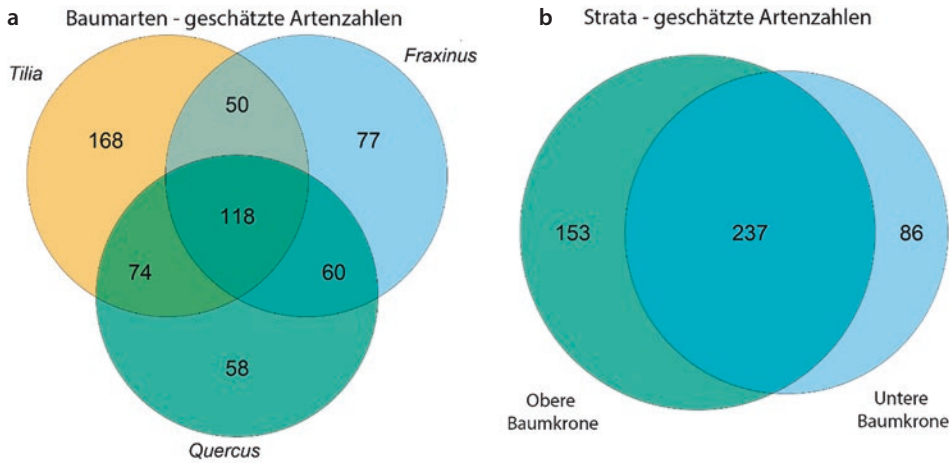 a
Baumarten - geschätzte Artenzahlen
Tilia
Fraxinus
50
168
77
118
74
60
58
Quercus
b
Strata - geschätzte Artenzahlen
153
237
86
Obere
Baumkrone
Untere
Baumkrone